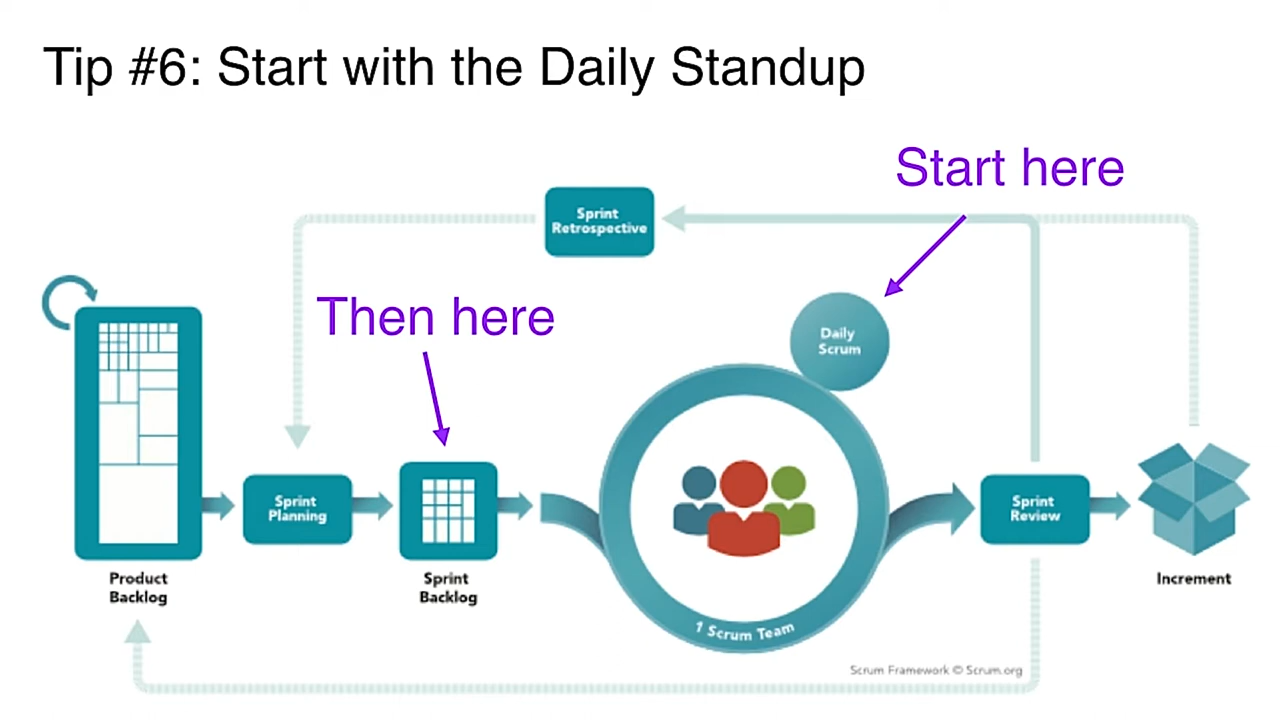 Tip #6: Start with the Daily Standup
Start here
Sprint
Retrospective
Then here
Daily
Scrum
Sprint
Planning
Sprint
Review
Product
Backlog
Sprint
Backlog
1 Scrum Team
Increment
Scrum Framework © Scrum.org